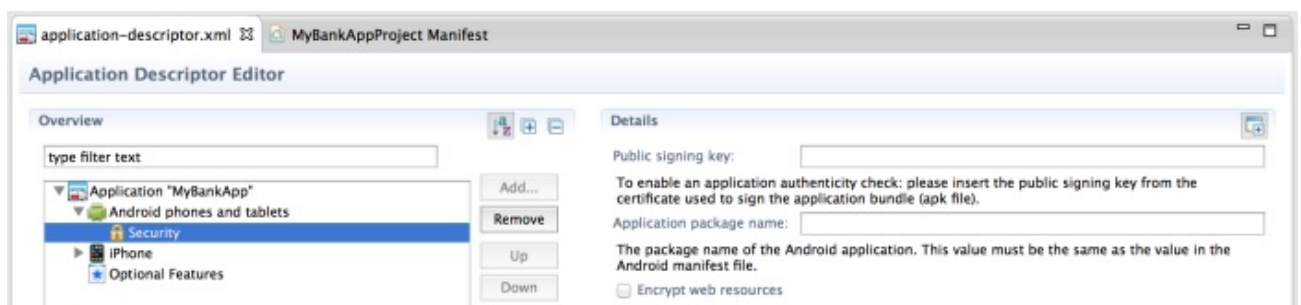 application-descriptor.xml
MyBankAppProject Manifest
Application Descriptor Editor
Overview
type filter text
Application "MyBankApp"
Android phones and tablets
Security
iPhone
Optional Features
Add...
Remove
Up
Down
Details
Public signing key:
To enable an application authenticity check: please insert the public signing key from the
certificate used to sign the application bundle (apk file).
Application package name:
The package name of the Android application. This value must be the same as the value in the
Android manifest file.
Encrypt web resources